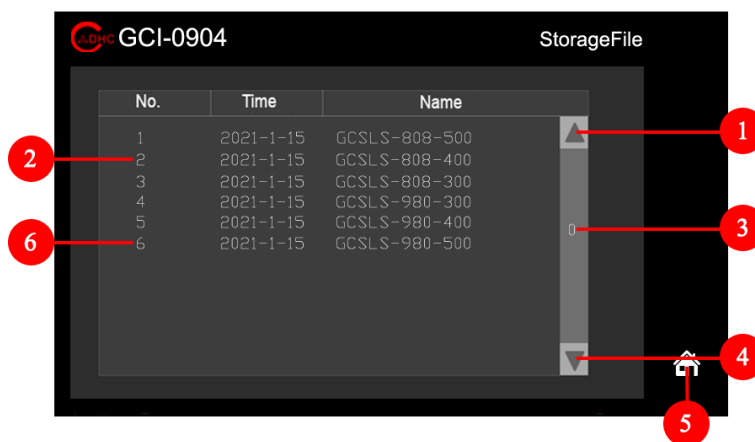 ADHC GCI-0904 StorageFile
No. Time Name
1 2021-1-15 GCSLS-808-500
2 2021-1-15 GCSLS-808-400
3 2021-1-15 GCSLS-808-300
4 2021-1-15 GCSLS-980-300
5 2021-1-15 GCSLS-980-400
6 2021-1-15 GCSLS-980-500
0
1
2
3
6
4
5